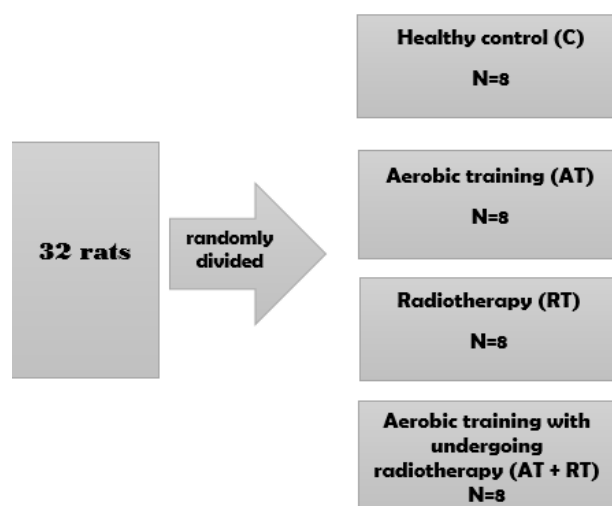 Healthy control (C)
N=8
32 rats
randomly
divided
Aerobic training (AT)
N=8
Radiotherapy (RT)
N=8
Aerobic training with
undergoing
radiotherapy (AT + RT)
N=8